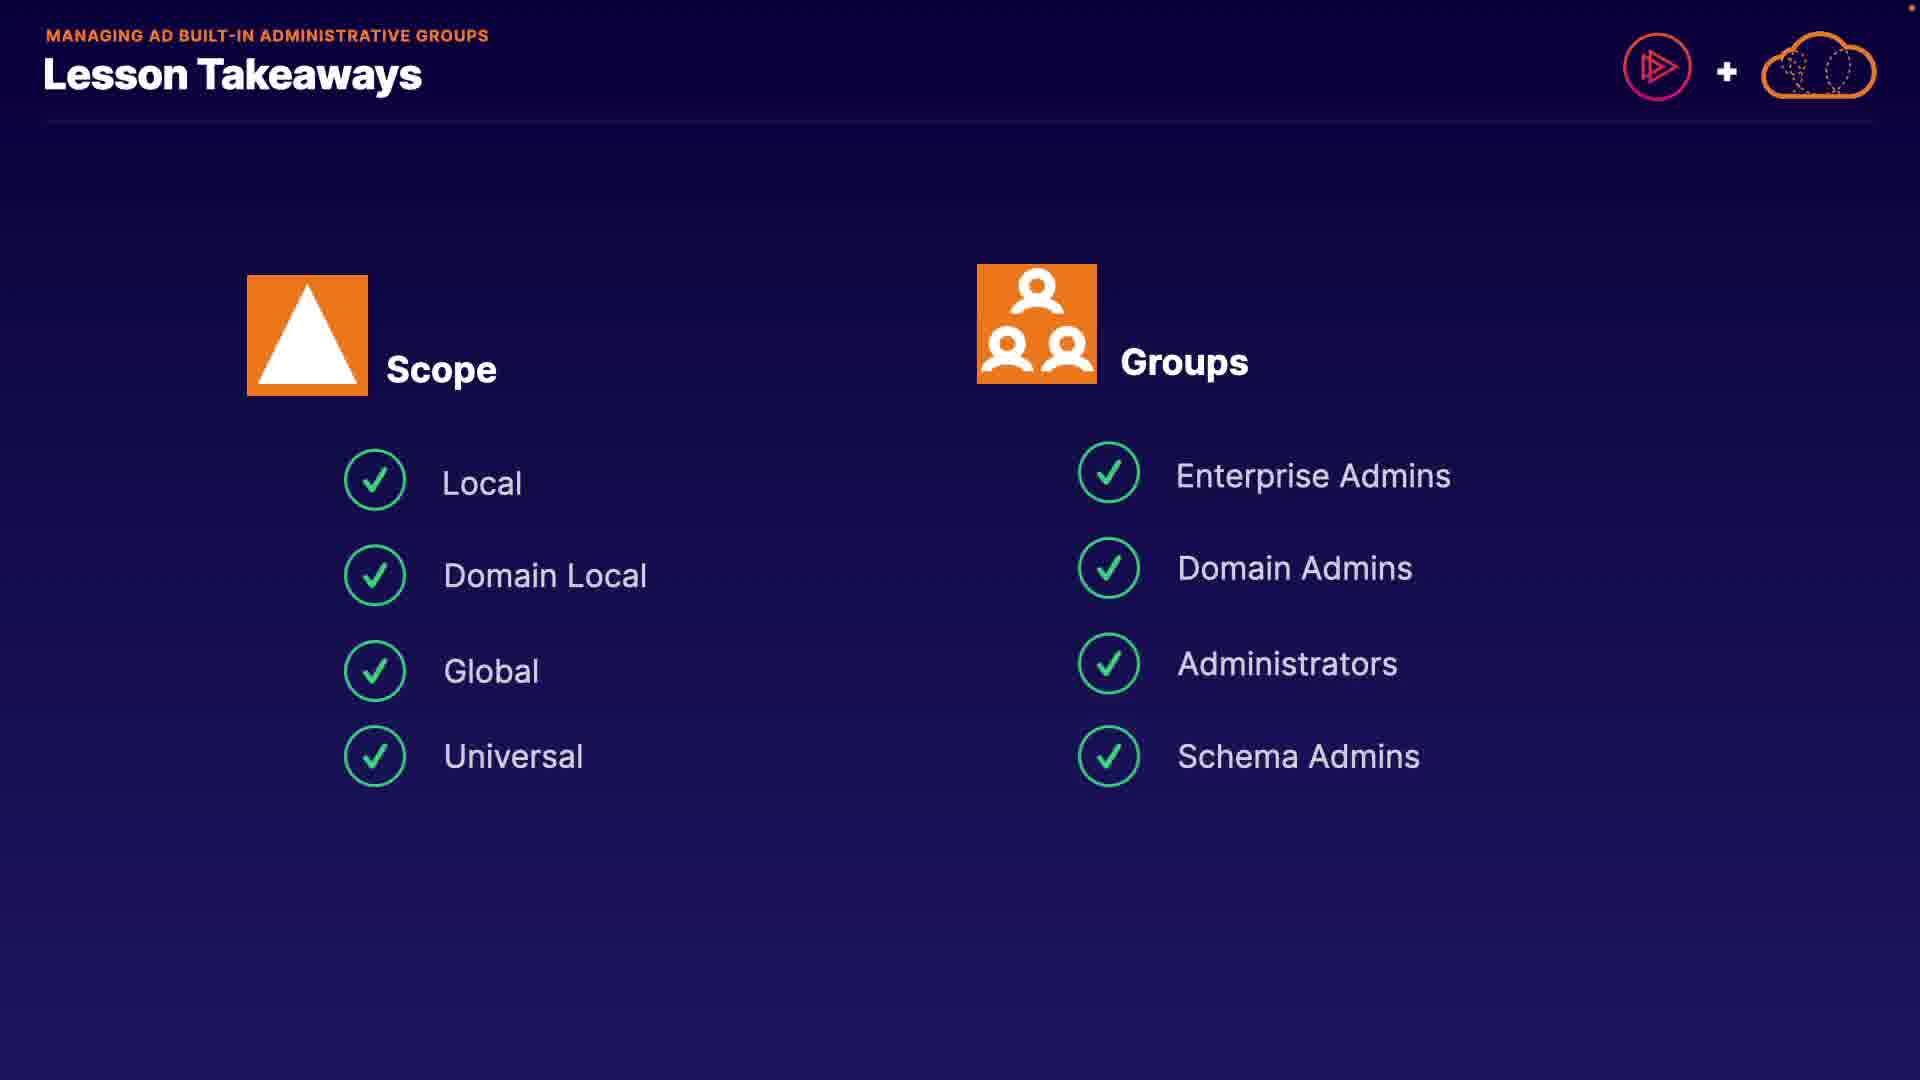 MANAGING AD BUILT-IN ADMINISTRATIVE GROUPS
Lesson Takeaways
Scope
Local
Domain Local
Global
Universal
Groups
Enterprise Admins
Domain Admins
Administrators
Schema Admins